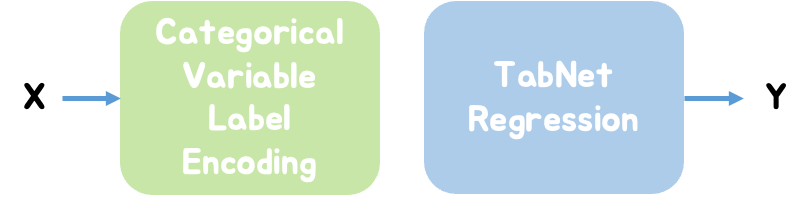 X
Categorical
Variable
Label
Encoding
TabNet
Regression
Y